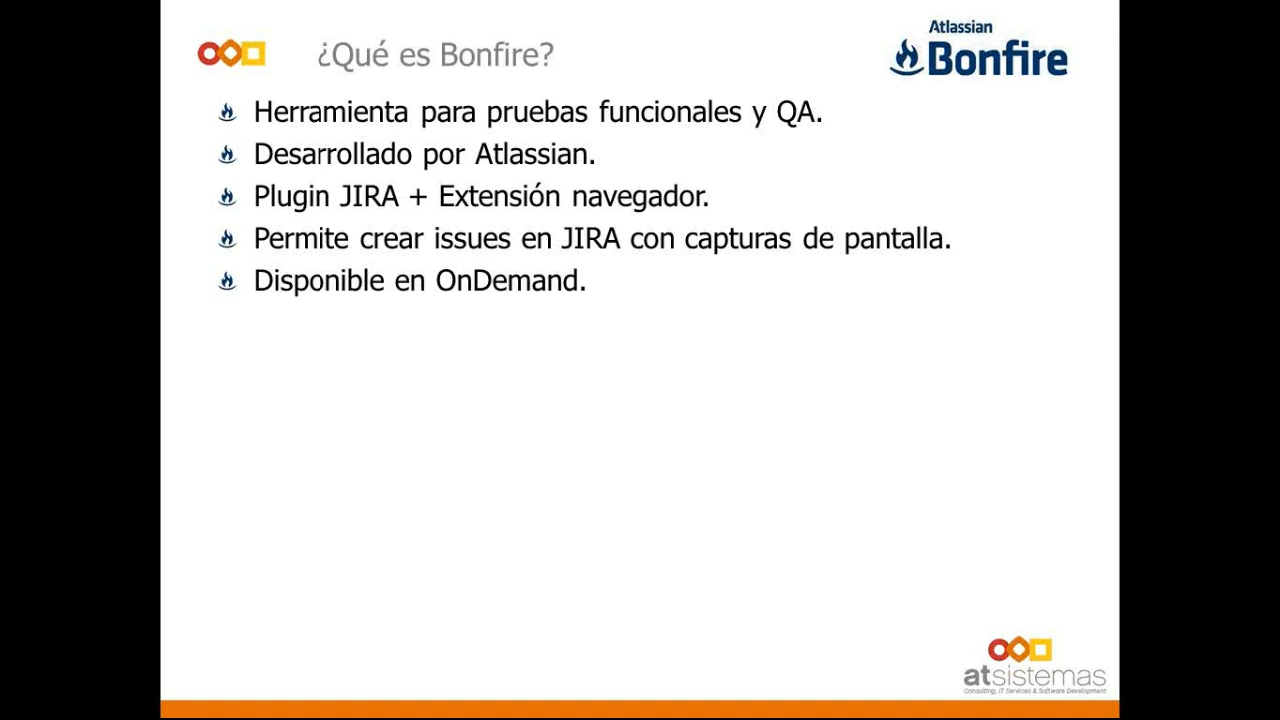 ¿Qué es Bonfire?
Atlassian
Bonfire
Herramienta para pruebas funcionales y QA.
Desarrollado por Atlassian.
Plugin JIRA + Extensión navegador.
Permite crear issues en JIRA con capturas de pantalla.
Disponible en OnDemand.
atsistemas
Consulting, IT Services & Software Development